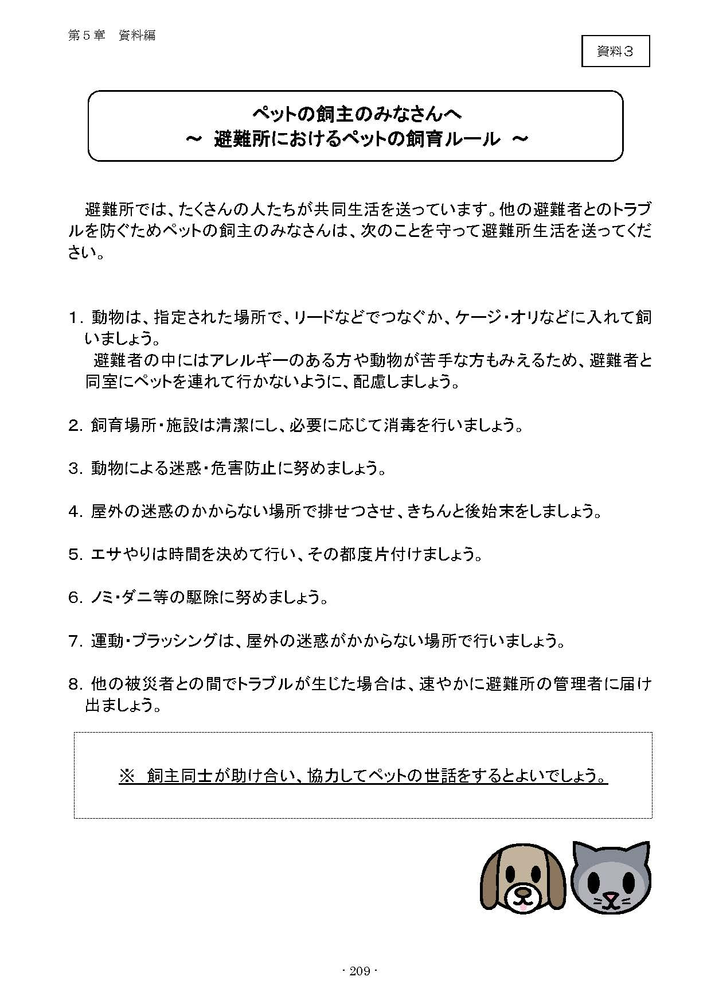 第５章　資料編
資料３
ペットの飼主のみなさんへ
～　避難所におけるペットの飼育ルール　～
避難所では、たくさんの人たちが共同生活を送っています。他の避難者とのトラブ
ルを防ぐためペットの飼主のみなさんは、次のことを守って避難所生活を送ってくだ
さい。
１．動物は、指定された場所で、リードなどでつなぐか、ケージ・オリなどに入れて飼
いましょう。
避難者の中にはアレルギーのある方や動物が苦手な方もみえるため、避難者と
同室にペットを連れて行かないように、配慮しましょう。
２．飼育場所・施設は清潔にし、必要に応じて消毒を行いましょう。
３．動物による迷惑・危害防止に努めましょう。
４．屋外の迷惑のかからない場所で排せつさせ、きちんと後始末をしましょう。
５．エサやりは時間を決めて行い、その都度片付けましょう。
６．ノミ・ダニ等の駆除に努めましょう。
７．運動・ブラッシングは、屋外の迷惑がかからない場所で行いましょう。
８．他の被災者との間でトラブルが生じた場合は、速やかに避難所の管理者に届け
出ましょう。
※　飼主同士が助け合い、協力してペットの世話をするとよいでしょう。
- 209 -